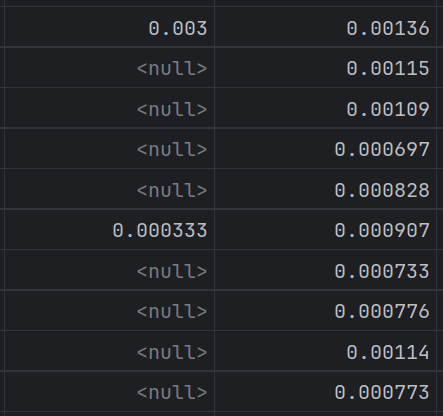 0.003 0.00136
<null> 0.00115
<null> 0.00109
<null> 0.000697
<null> 0.000828
0.000333 0.000907
<null> 0.000733
<null> 0.000776
<null> 0.00114
<null> 0.000773